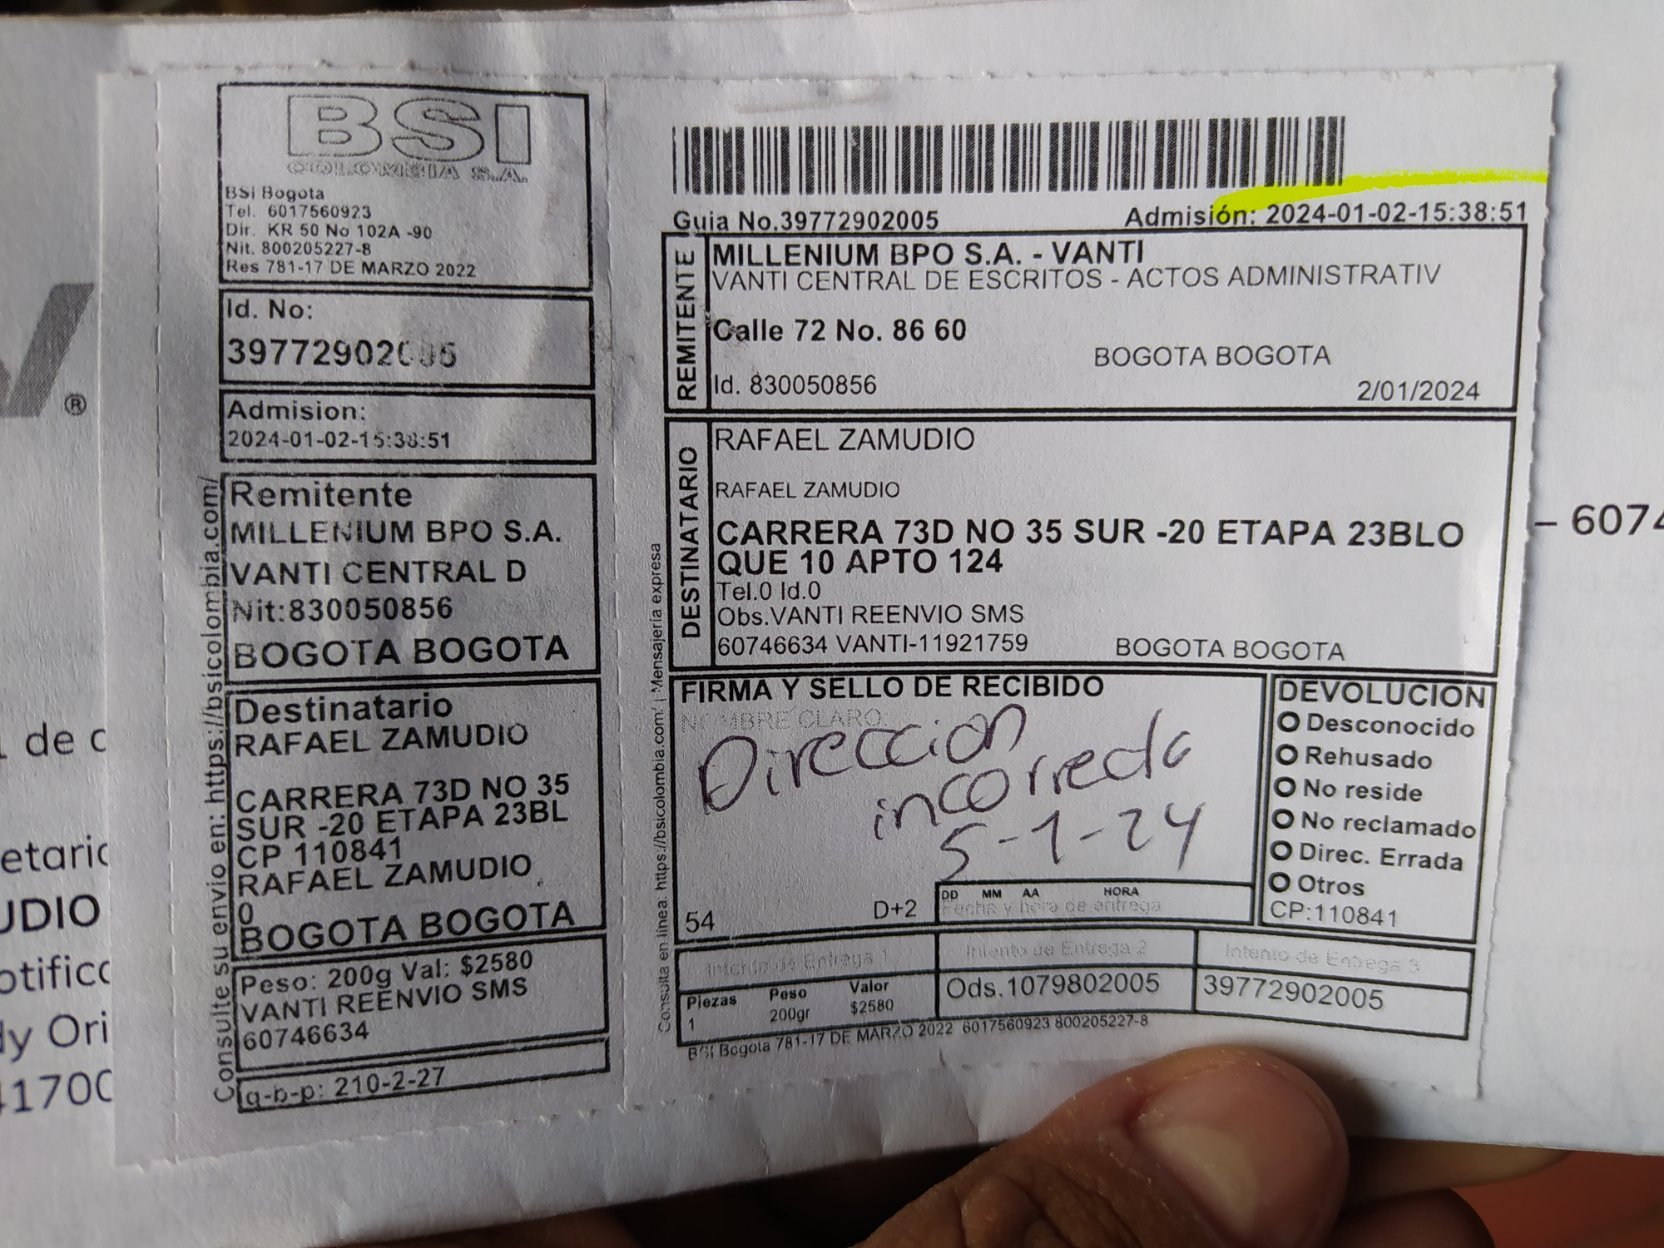 BSI
COLOMBIA S.A.
BSI Bogota
Tel. 6017560923
Dir. KR 50 No 102A -90
Nit. 800205227-8
Res 781-17 DE MARZO 2022
Id. No:
39772902005
Admision:
2024-01-02-15:38:51
Remitente
MILLENIUM BPO S.A.
VANTI CENTRAL D
Nit:830050856
BOGOTA BOGOTA
Destinatario
RAFAEL ZAMUDIO
CARRERA 73D NO 35
SUR -20 ETAPA 23BL
CP 110841
RAFAEL ZAMUDIO
0
BOGOTA BOGOTA
Peso: 200g Val: $2580
VANTI REENVIO SMS
60746634
q-b-p: 210-2-27
Consulte su envio en: https://bsicolombia.com/
Guia No.39772902005 Admisión: 2024-01-02-15:38:51
REMITENTE
MILLENIUM BPO S.A. - VANTI
VANTI CENTRAL DE ESCRITOS - ACTOS ADMINISTRATIV
Calle 72 No. 86 60
BOGOTA BOGOTA
Id. 830050856
2/01/2024
DESTINATARIO
RAFAEL ZAMUDIO
RAFAEL ZAMUDIO
CARRERA 73D NO 35 SUR -20 ETAPA 23BLO
QUE 10 APTO 124
Tel.0 Id.0
Obs.VANTI REENVIO SMS
60746634 VANTI-11921759 BOGOTA BOGOTA
FIRMA Y SELLO DE RECIBIDO
NOMBRE CLARO
Direccion
incorrecta
5-1-24
DD MM AA HORA
Fecha y hora de entrega
54 D+2
DEVOLUCION
Desconocido
Rehusado
No reside
No reclamado
Direc. Errada
Otros
CP:110841
Intento de Entrega 1 Intento de Entrega 2 Intento de Entrega 3
Piezas Peso Valor
1 200gr $2580
Ods.1079802005
39772902005
BSI Bogota 781-17 DE MARZO 2022 6017560923 800205227-8
Consulta en linea: https://bsicolombia.com/ | Mensajeria expresa
®
de c
etaric
UDIO
otificc
ly Ori
4170C
– 6074